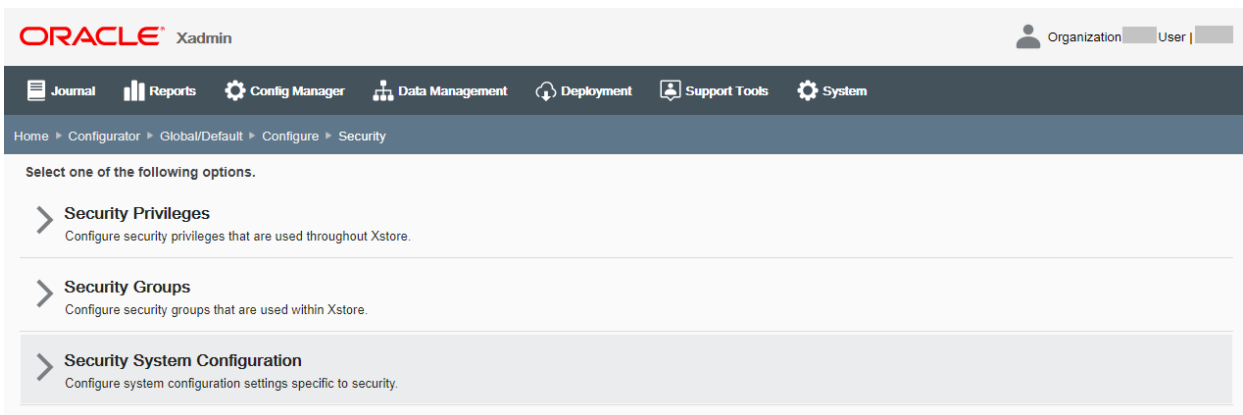 ORACLE® Xadmin
Organization User |
Journal Reports Config Manager Data Management Deployment Support Tools System
Home ▸ Configurator ▸ Global/Default ▸ Configure ▸ Security
Select one of the following options.
Security Privileges
Configure security privileges that are used throughout Xstore.
Security Groups
Configure security groups that are used within Xstore.
Security System Configuration
Configure system configuration settings specific to security.